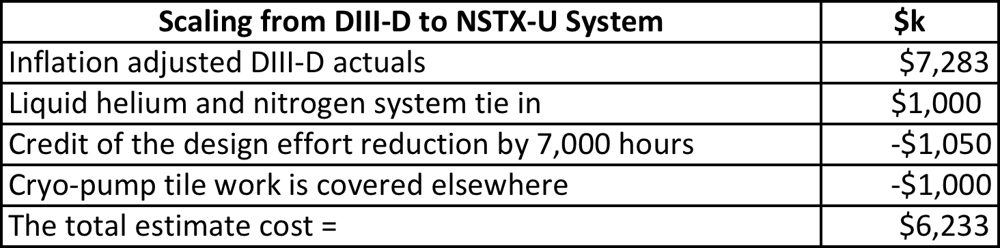 Scaling from DIII-D to NSTX-U System $k
Inflation adjusted DIII-D actuals $7,283
Liquid helium and nitrogen system tie in $1,000
Credit of the design effort reduction by 7,000 hours -$1,050
Cryo-pump tile work is covered elsewhere -$1,000
The total estimate cost = $6,233